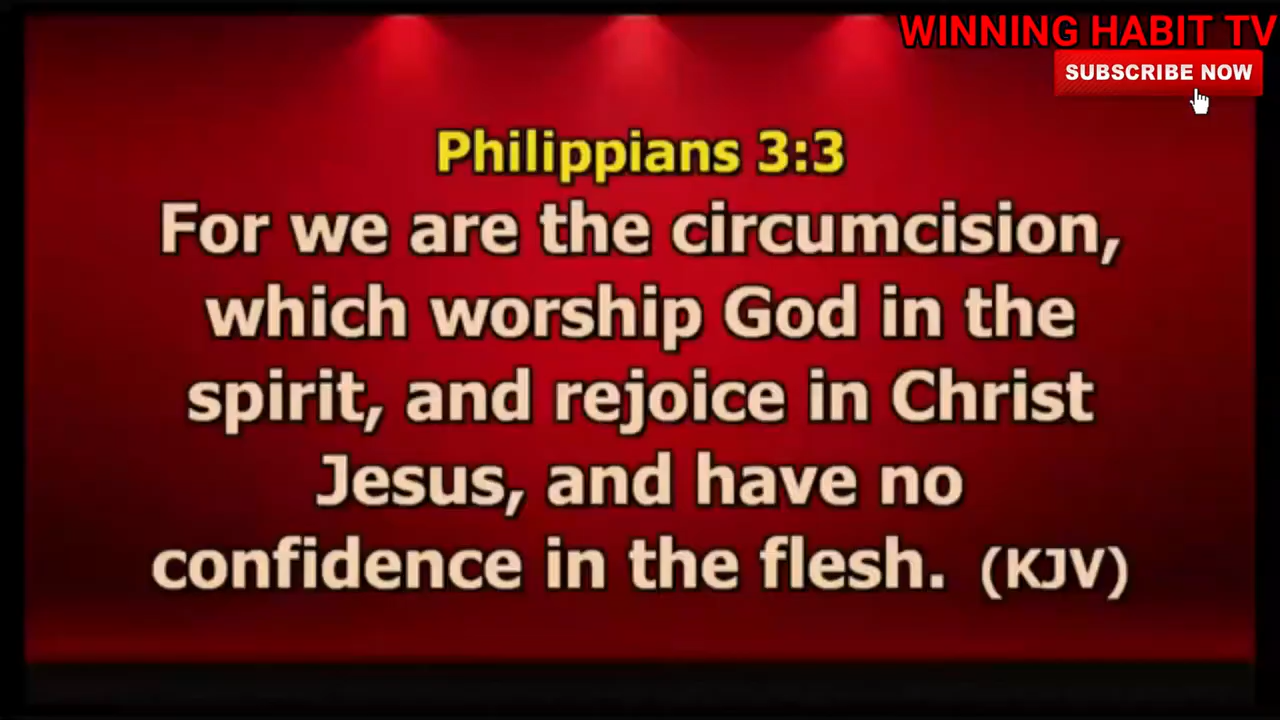 WINNING HABIT TV
SUBSCRIBE NOW
Philippians 3:3
For we are the circumcision,
which worship God in the
spirit, and rejoice in Christ
Jesus, and have no
confidence in the flesh. (KJV)